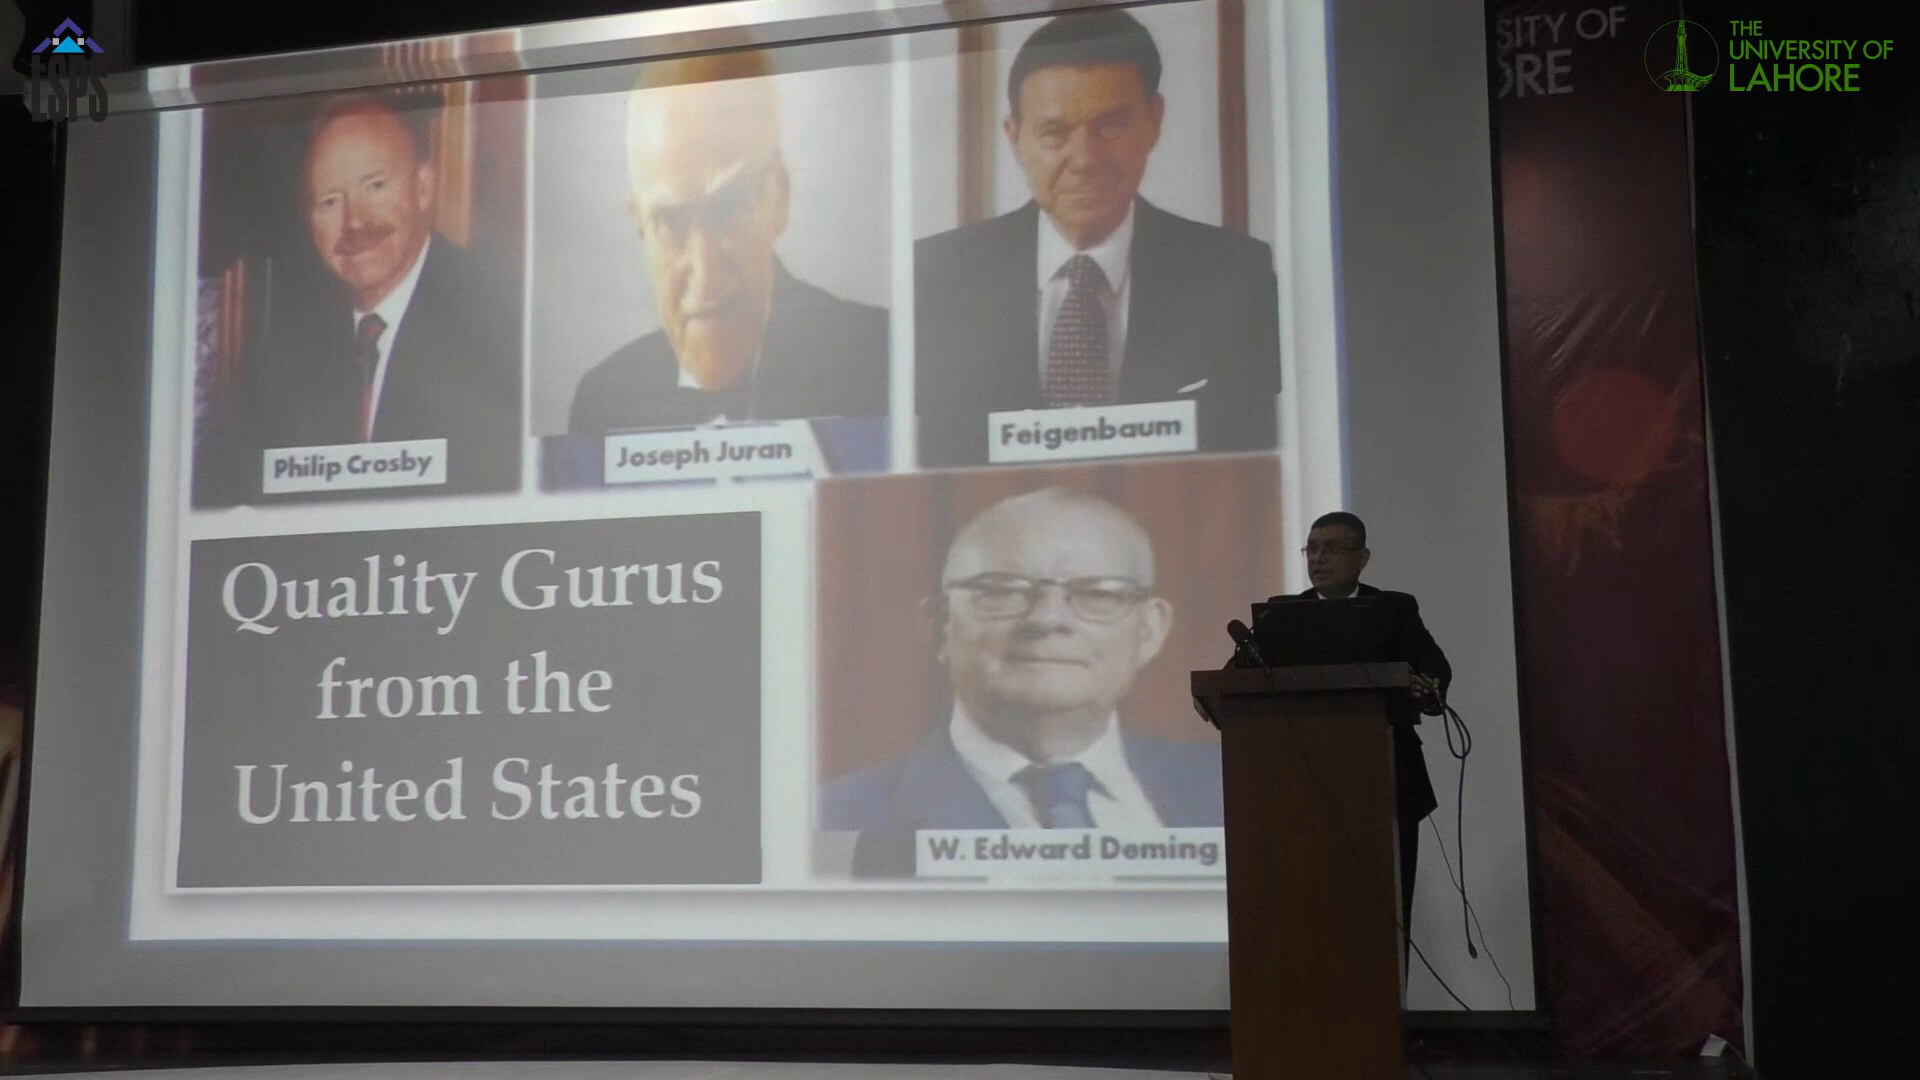 ISPS
SITY OF
ORE
THE
UNIVERSITY OF
LAHORE
Philip Crosby
Joseph Juran
Feigenbaum
Quality Gurus
from the
United States
W. Edward Deming